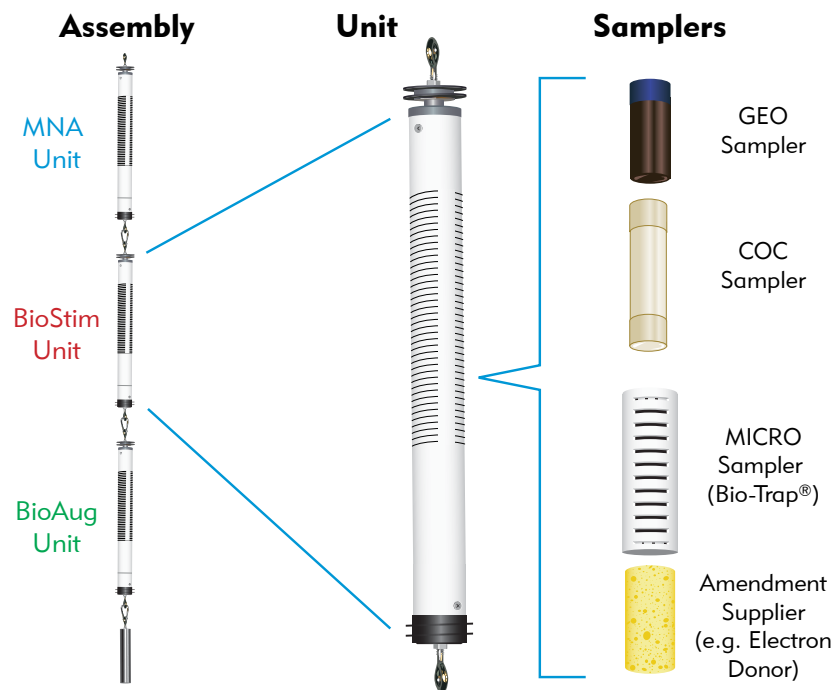 Assembly
Unit
Samplers
MNA
Unit
BioStim
Unit
BioAug
Unit
GEO
Sampler
COC
Sampler
MICRO
Sampler
(Bio-Trap®)
Amendment
Supplier
(e.g. Electron
Donor)